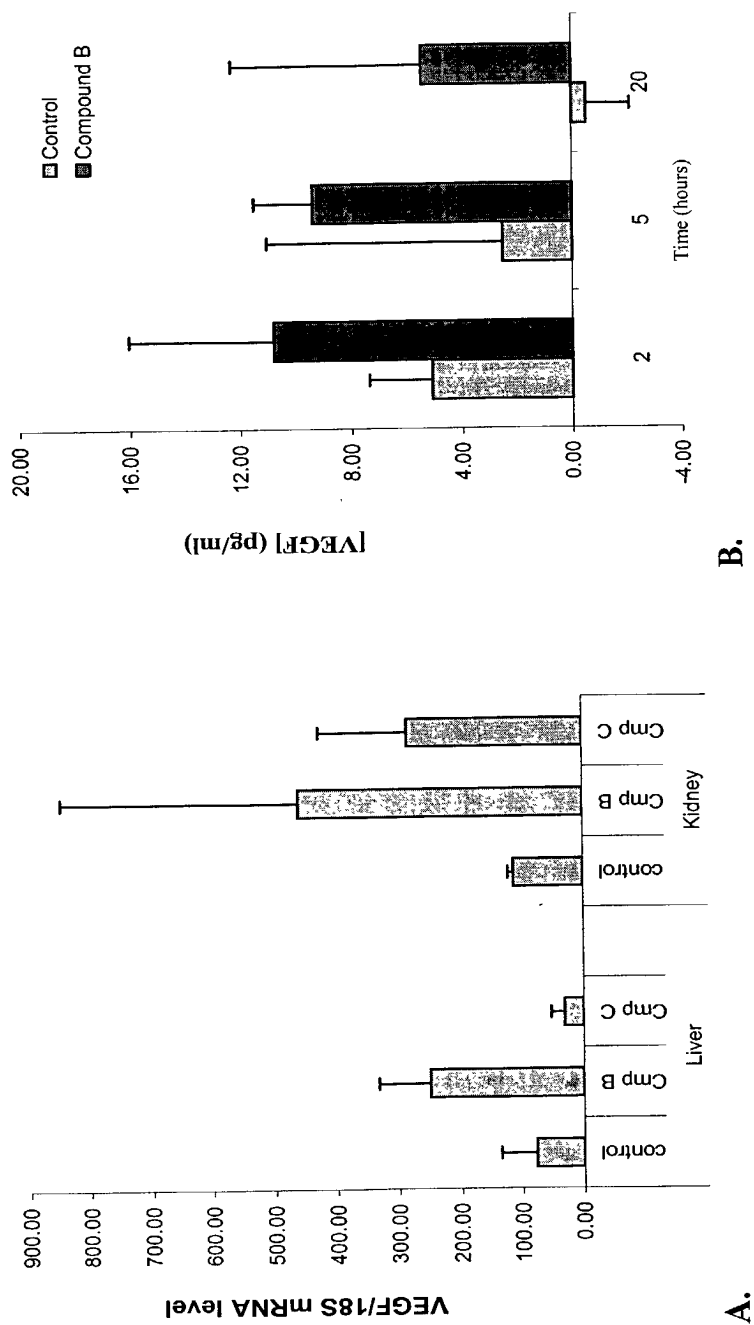 A.
VEGF/18S mRNA level
900.00
800.00
700.00
600.00
500.00
400.00
300.00
200.00
100.00
0.00
control
Cmp B
Cmp C
control
Cmp B
Cmp C
Liver
Kidney
B.
[VEGF] (pg/ml)
20.00
16.00
12.00
8.00
4.00
0.00
-4.00
2
5
20
Time (hours)
Control
Compound B